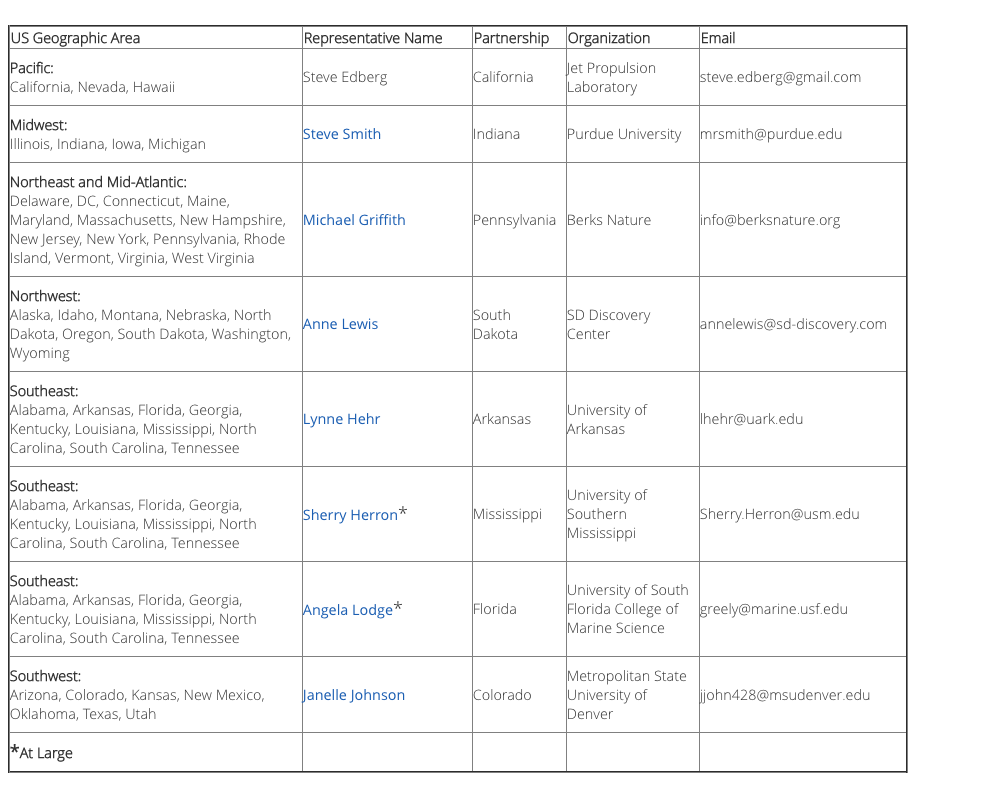 US Geographic Area Representative Name Partnership Organization Email
Pacific:
California, Nevada, Hawaii
Steve Edberg
California
Jet Propulsion
Laboratory
steve.edberg@gmail.com
Midwest:
Illinois, Indiana, Iowa, Michigan
Steve Smith
Indiana
Purdue University
mrsmith@purdue.edu
Northeast and Mid-Atlantic:
Delaware, DC, Connecticut, Maine,
Maryland, Massachusetts, New Hampshire,
New Jersey, New York, Pennsylvania, Rhode
Island, Vermont, Virginia, West Virginia
Michael Griffith
Pennsylvania
Berks Nature
info@berksnature.org
Northwest:
Alaska, Idaho, Montana, Nebraska, North
Dakota, Oregon, South Dakota, Washington,
Wyoming
Anne Lewis
South
Dakota
SD Discovery
Center
annelewis@sd-discovery.com
Southeast:
Alabama, Arkansas, Florida, Georgia,
Kentucky, Louisiana, Mississippi, North
Carolina, South Carolina, Tennessee
Lynne Hehr
Arkansas
University of
Arkansas
lhehr@uark.edu
Southeast:
Alabama, Arkansas, Florida, Georgia,
Kentucky, Louisiana, Mississippi, North
Carolina, South Carolina, Tennessee
Sherry Herron*
Mississippi
University of
Southern
Mississippi
Sherry.Herron@usm.edu
Southeast:
Alabama, Arkansas, Florida, Georgia,
Kentucky, Louisiana, Mississippi, North
Carolina, South Carolina, Tennessee
Angela Lodge*
Florida
University of South
Florida College of
Marine Science
greely@marine.usf.edu
Southwest:
Arizona, Colorado, Kansas, New Mexico,
Oklahoma, Texas, Utah
Janelle Johnson
Colorado
Metropolitan State
University of
Denver
jjohn428@msudenver.edu
*At Large